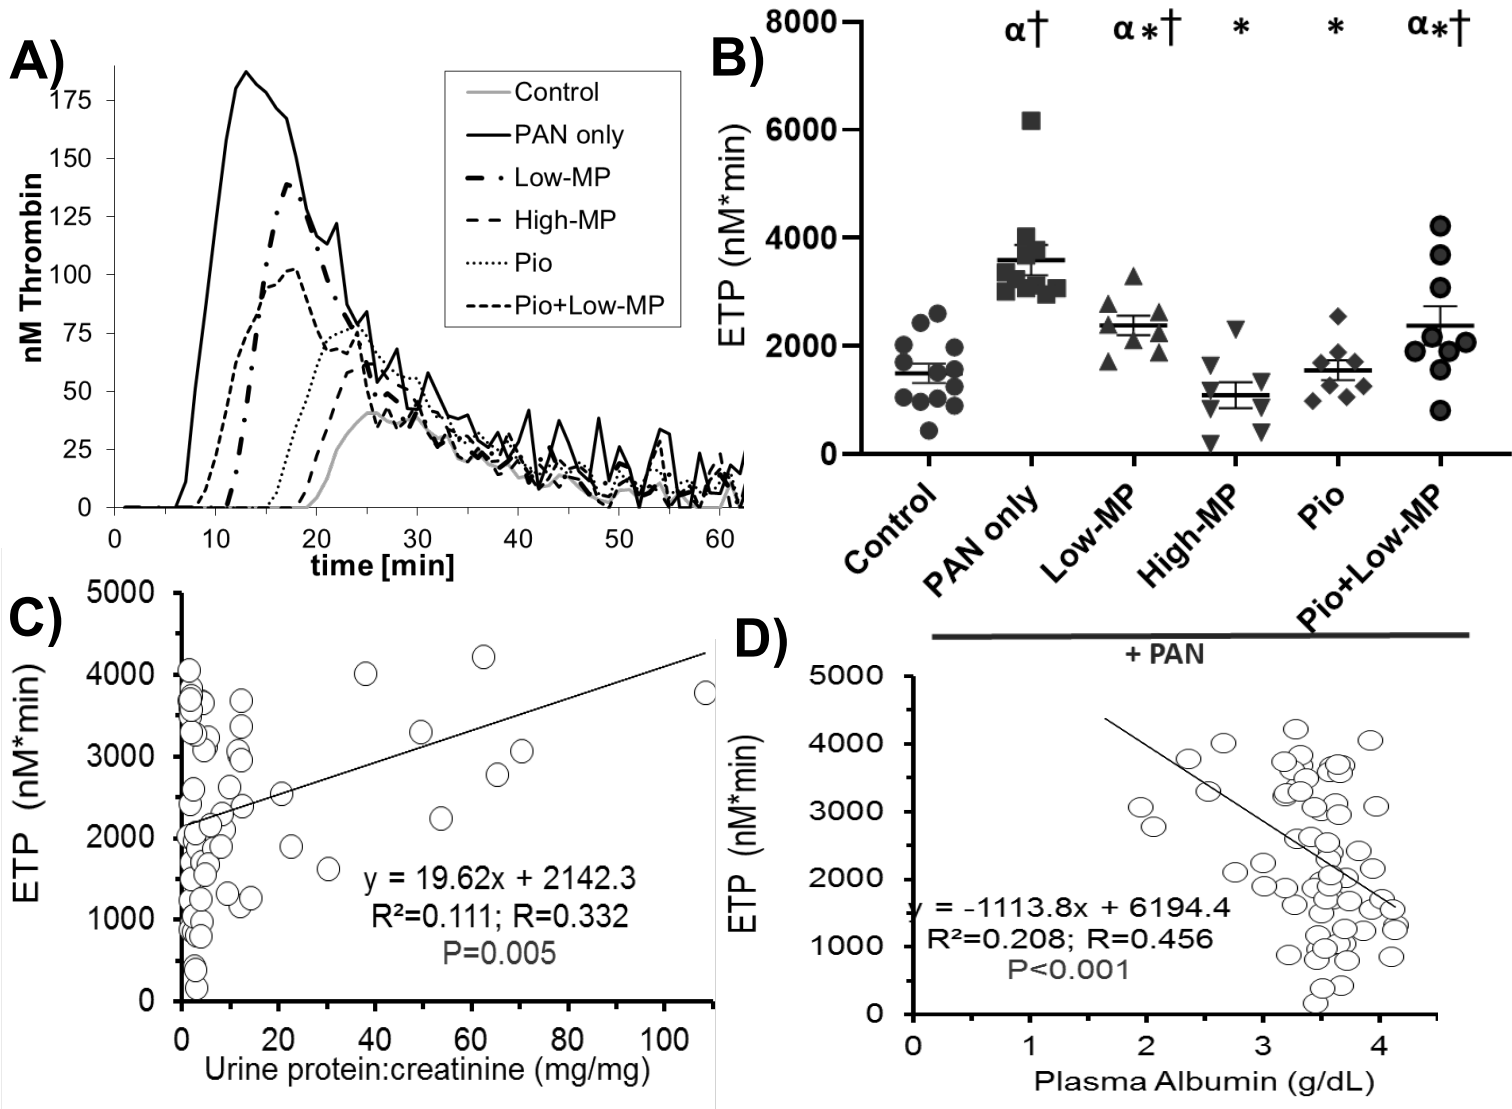 A)
nM Thrombin
175
150
125
100
75
50
25
0
0 10 20 30 40 50 60
time [min]
Control
PAN only
Low-MP
High-MP
Pio
Pio+Low-MP
B)
ETP (nM*min)
8000
6000
4000
2000
0
α† α*† * * α*†
Control
PAN only
Low-MP
High-MP
Pio
Pio+Low-MP
+ PAN
C)
ETP (nM*min)
5000
4000
3000
2000
1000
0
0 20 40 60 80 100
y = 19.62x + 2142.3
R²=0.111; R=0.332
P=0.005
Urine protein:creatinine (mg/mg)
D)
ETP (nM*min)
5000
4000
3000
2000
1000
0
0 1 2 3 4
y = -1113.8x + 6194.4
R²=0.208; R=0.456
P<0.001
Plasma Albumin (g/dL)